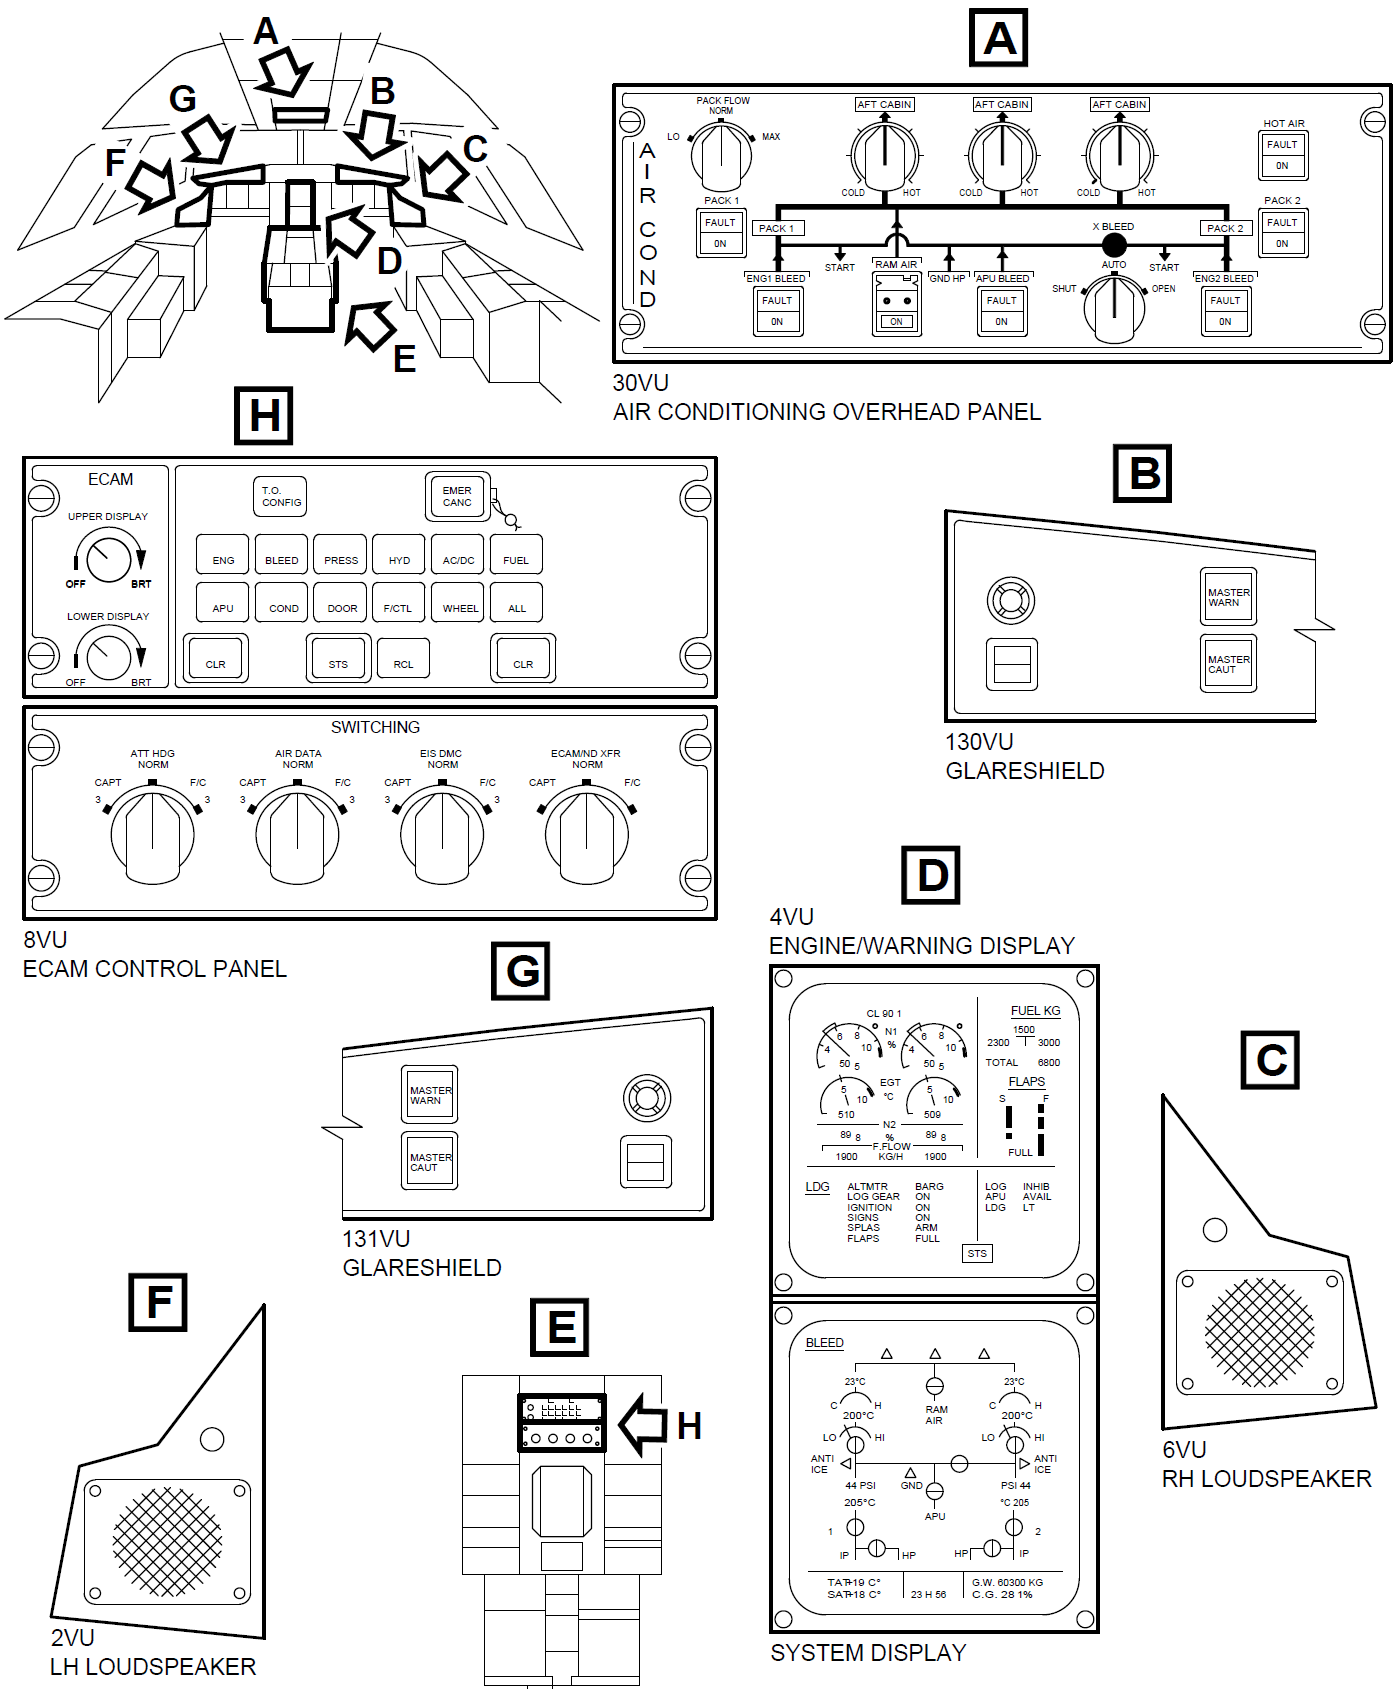 A
G
B
C
F
D
E
A
AIR COND
PACK FLOW
NORM
LO
MAX
AFT CABIN
AFT CABIN
AFT CABIN
HOT AIR
FAULT
ON
COLD
HOT
COLD
HOT
COLD
HOT
PACK 1
FAULT
ON
PACK 1
X BLEED
PACK 2
PACK 2
FAULT
ON
START
RAM AIR
GND HP
APU BLEED
AUTO
START
ENG1 BLEED
ENG2 BLEED
SHUT
OPEN
FAULT
ON
ON
FAULT
ON
FAULT
ON
30VU
AIR CONDITIONING OVERHEAD PANEL
H
ECAM
UPPER DISPLAY
OFF
BRT
LOWER DISPLAY
OFF
BRT
T.O.
CONFIG
EMER
CANC
ENG
BLEED
PRESS
HYD
AC/DC
FUEL
APU
COND
DOOR
F/CTL
WHEEL
ALL
CLR
STS
RCL
CLR
SWITCHING
ATT HDG
NORM
CAPT
F/C
3
3
AIR DATA
NORM
CAPT
F/C
3
3
EIS DMC
NORM
CAPT
F/C
3
3
ECAM/ND XFR
NORM
CAPT
F/C
8VU
ECAM CONTROL PANEL
B
MASTER
WARN
MASTER
CAUT
130VU
GLARESHIELD
D
4VU
ENGINE/WARNING DISPLAY
CL 90 1
4 6 8 10
50 5
N1
%
4 6 8 10
50 5
5 10
510
EGT
°C
5 10
509
N2
89 8
%
89 8
F.FLOW
1900
KG/H
1900
FUEL KG
1500
2300
3000
TOTAL
6800
FLAPS
S
F
FULL
LDG
ALTMTR BARG
LOG GEAR ON
IGNITION ON
SIGNS ON
SPLAS ARM
FLAPS FULL
LOG INHIB
APU AVAIL
LDG LT
STS
BLEED
23°C
23°C
C
H
RAM
AIR
C
H
200°C
200°C
LO
HI
LO
HI
ANTI
ICE
ANTI
ICE
44 PSI
GND
PSI 44
205°C
°C 205
APU
1
2
IP
HP
HP
IP
TAT+19 C°
SAT+18 C°
23 H 56
G.W. 60300 KG
C.G. 28 1%
SYSTEM DISPLAY
G
MASTER
WARN
MASTER
CAUT
131VU
GLARESHIELD
C
6VU
RH LOUDSPEAKER
F
2VU
LH LOUDSPEAKER
E
H